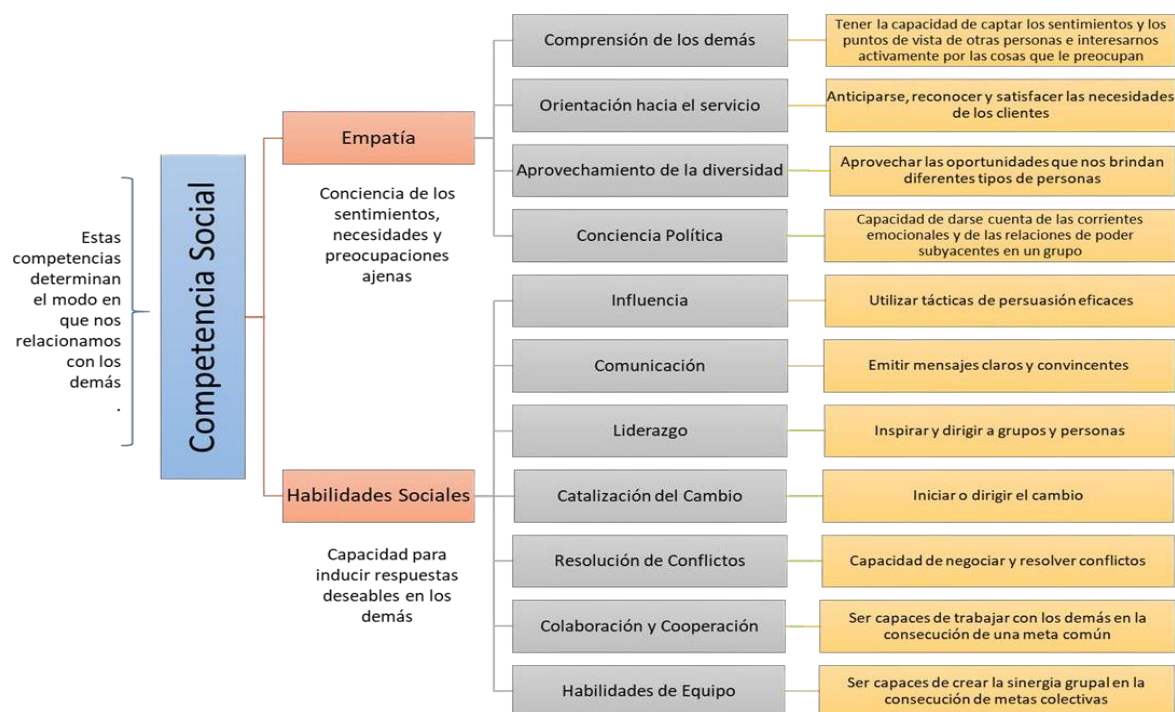 Estas
competencias
determinan
el modo en
que nos
relacionamos
con los
demás
.
Competencia Social
Empatía
Conciencia de los
sentimientos,
necesidades y
preocupaciones
ajenas
Comprensión de los demás
Tener la capacidad de captar los sentimientos y los
puntos de vista de otras personas e interesarnos
activamente por las cosas que le preocupan
Orientación hacia el servicio
Anticiparse, reconocer y satisfacer las necesidades
de los clientes
Aprovechamiento de la diversidad
Aprovechar las oportunidades que nos brindan
diferentes tipos de personas
Conciencia Política
Capacidad de darse cuenta de las corrientes
emocionales y de las relaciones de poder
subyacentes en un grupo
Habilidades Sociales
Capacidad para
inducir respuestas
deseables en los
demás
Influencia
Utilizar tácticas de persuasión eficaces
Comunicación
Emitir mensajes claros y convincentes
Liderazgo
Inspirar y dirigir a grupos y personas
Catalización del Cambio
Iniciar o dirigir el cambio
Resolución de Conflictos
Capacidad de negociar y resolver conflictos
Colaboración y Cooperación
Ser capaces de trabajar con los demás en la
consecución de una meta común
Habilidades de Equipo
Ser capaces de crear la sinergia grupal en la
consecución de metas colectivas